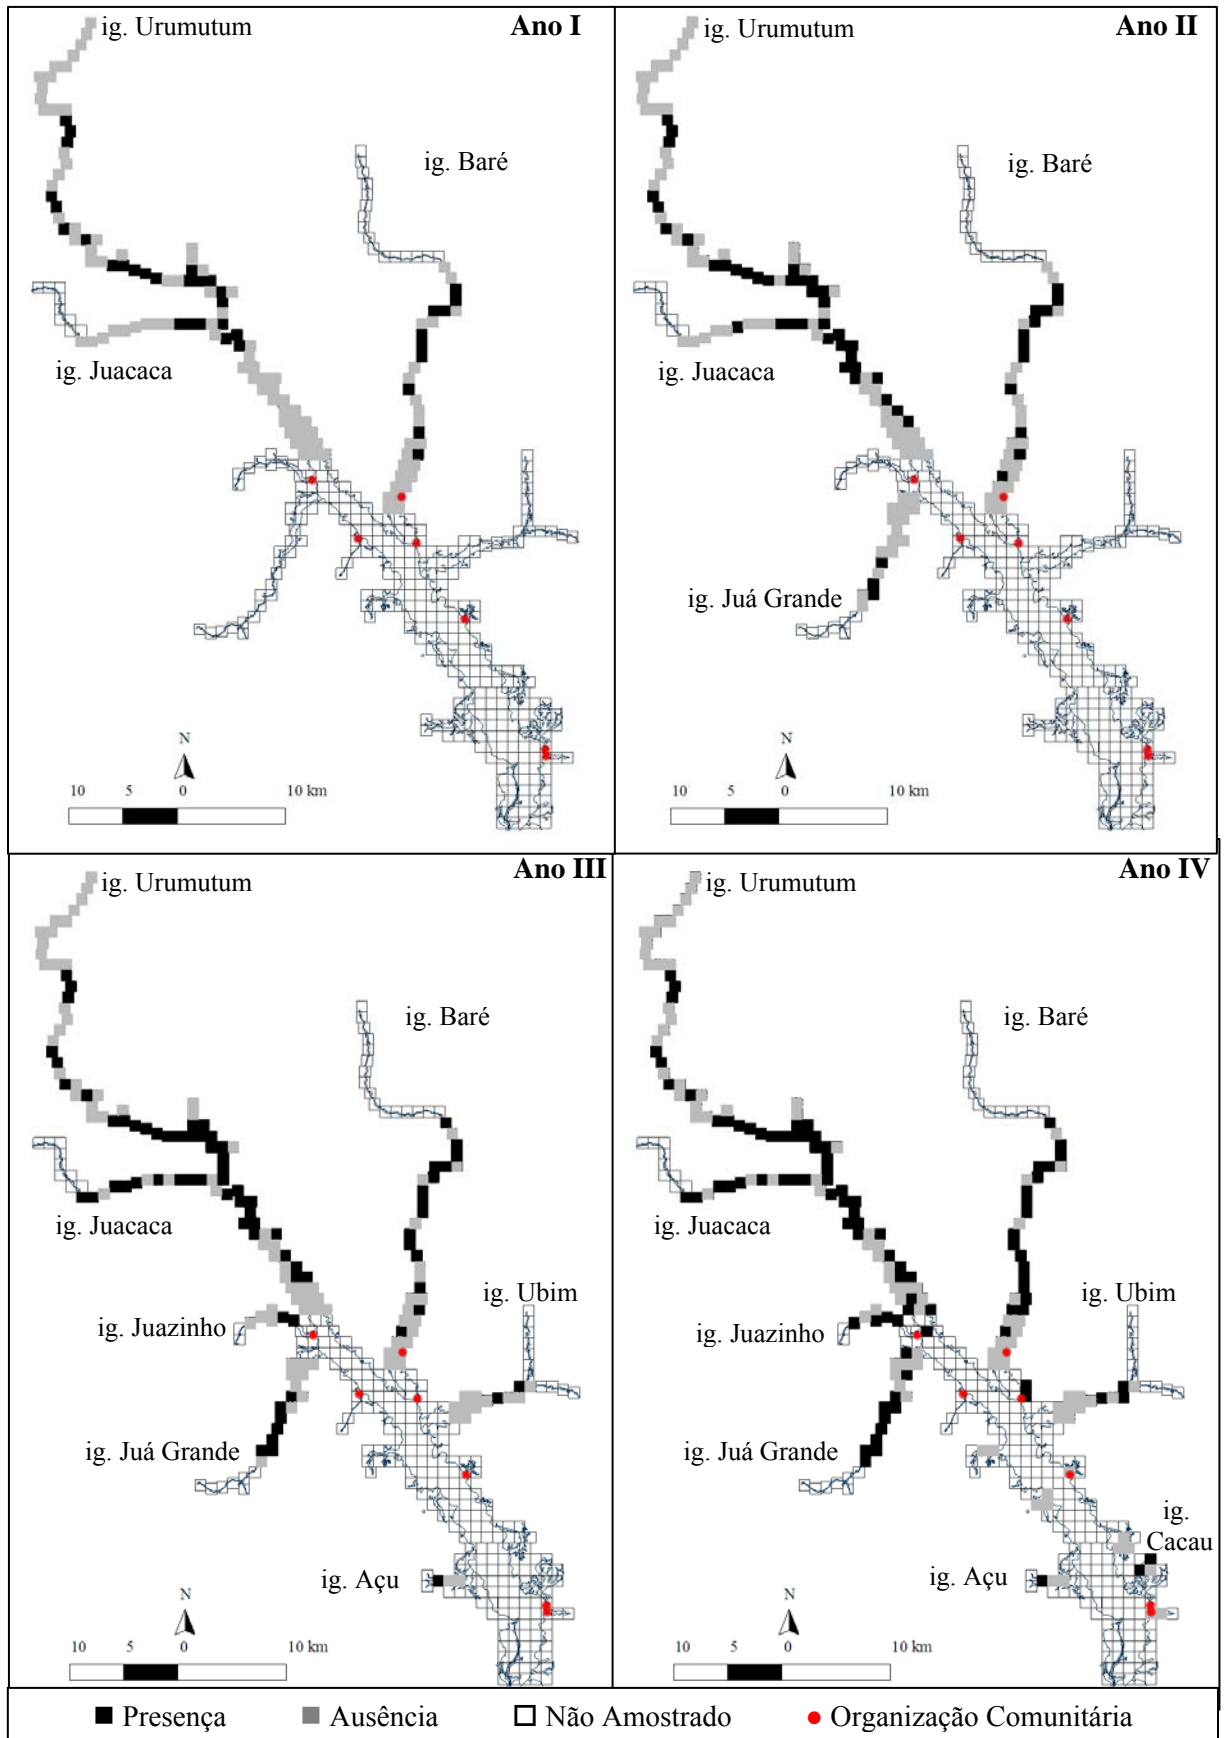 ig. Urumutum
Ano I
ig. Baré
ig. Juacaca
N
10 5 0 10 km
ig. Urumutum
Ano II
ig. Baré
ig. Juacaca
ig. Juá Grande
N
10 5 0 10 km
ig. Urumutum
Ano III
ig. Baré
ig. Juacaca
ig. Ubim
ig. Juazinho
ig. Juá Grande
ig. Açu
N
10 5 0 10 km
ig. Urumutum
Ano IV
ig. Baré
ig. Juacaca
ig. Ubim
ig. Juazinho
ig. Juá Grande
ig.
Cacau
ig. Açu
N
10 5 0 10 km
Presença Ausência Não Amostrado Organização Comunitária